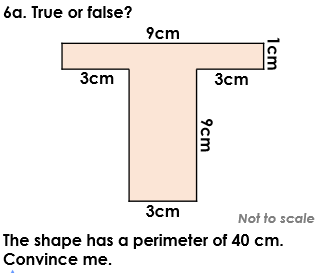 6a. True or false?
9cm
1cm
3cm
3cm
9cm
3cm
Not to scale
The shape has a perimeter of 40 cm.
Convince me.